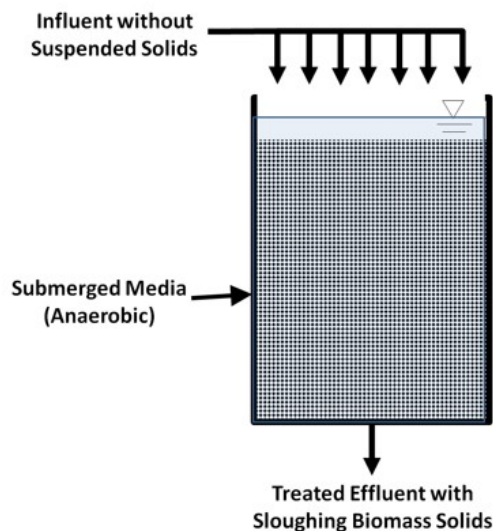 Influent without
Suspended Solids
Submerged Media
(Anaerobic)
Treated Effluent with
Sloughing Biomass Solids